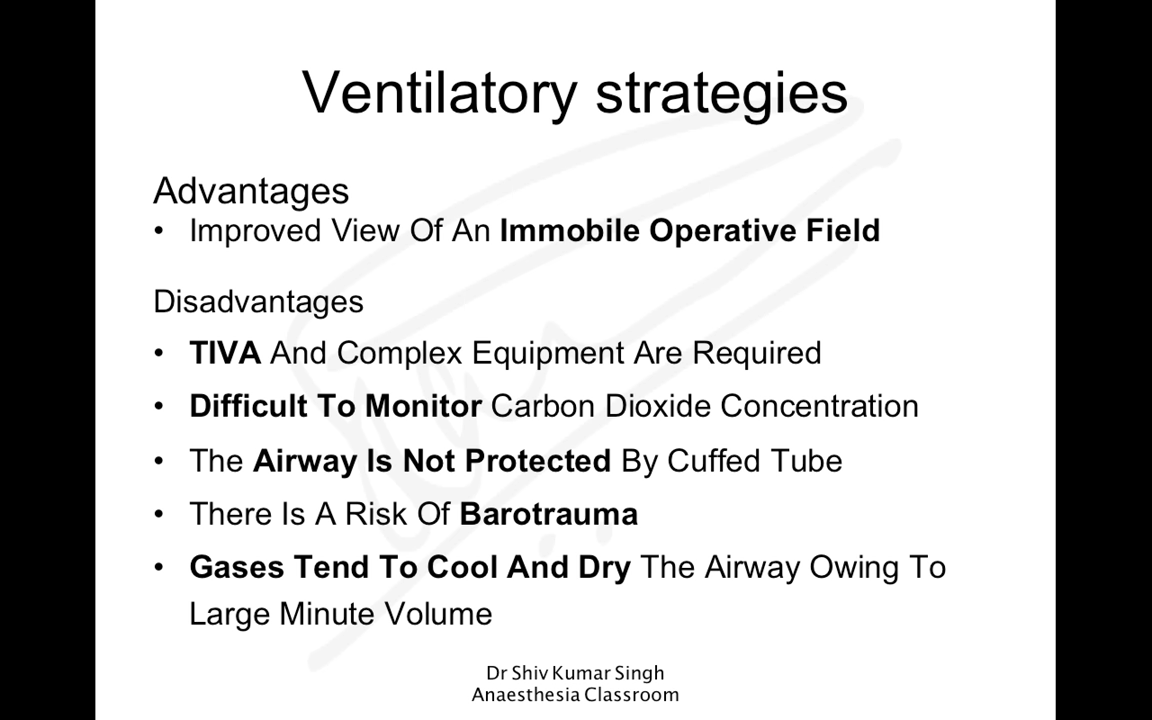 Ventilatory strategies
Advantages
• Improved View Of An Immobile Operative Field
Disadvantages
• TIVA And Complex Equipment Are Required
• Difficult To Monitor Carbon Dioxide Concentration
• The Airway Is Not Protected By Cuffed Tube
• There Is A Risk Of Barotrauma
• Gases Tend To Cool And Dry The Airway Owing To
Large Minute Volume
Dr Shiv Kumar Singh
Anaesthesia Classroom